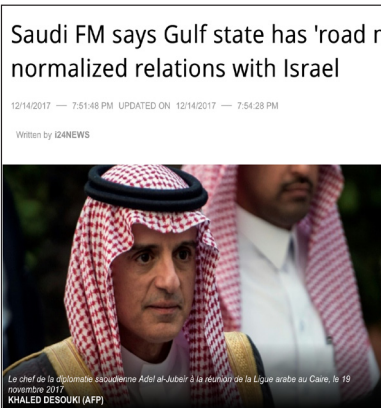 Saudi FM says Gulf state has 'road
normalized relations with Israel
12/14/2017 — 7:51:48 PM UPDATED ON 12/14/2017 — 7:54:28 PM
Written by i24NEWS
Le chef de la diplomatie saoudienne Adel al-Jubeir à la réunion de la Ligue arabe au Caire, le 19
novembre 2017
KHALED DESOUKI (AFP)